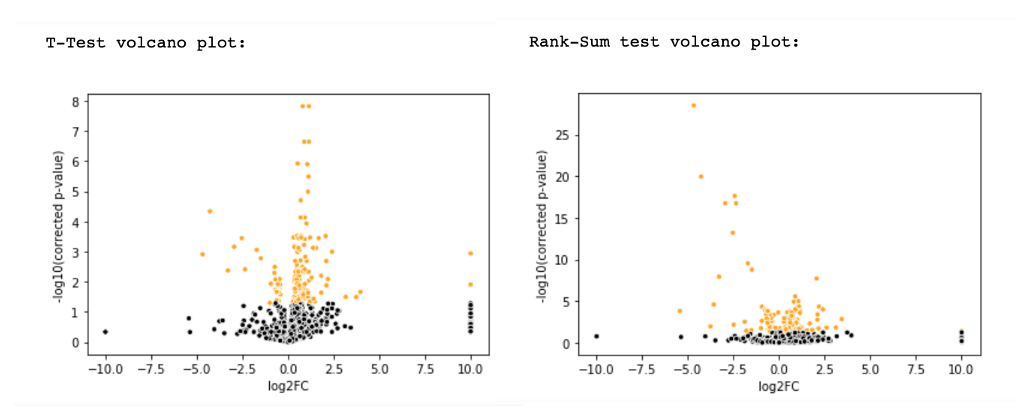 T-Test volcano plot:
Rank-Sum test volcano plot:
8
7
6
5
4
3
2
1
0
-log10(corrected p-value)
−10.0 −7.5 −5.0 −2.5 0.0 2.5 5.0 7.5 10.0
log2FC
25
20
15
10
5
0
-log10(corrected p-value)
−10.0 −7.5 −5.0 −2.5 0.0 2.5 5.0 7.5 10.0
log2FC